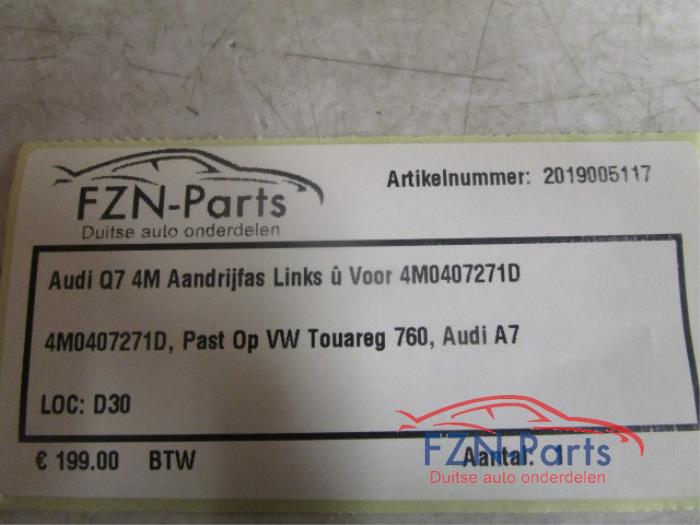 FZN-Parts
Duitse auto onderdelen
Artikelnummer: 2019005117
Audi Q7 4M Aandrijfas Links û Voor 4M0407271D
4M0407271D, Past Op VW Touareg 760, Audi A7
LOC: D30
€ 199.00 BTW
Aantal: 1
FZN-Parts
Duitse auto onderdelen